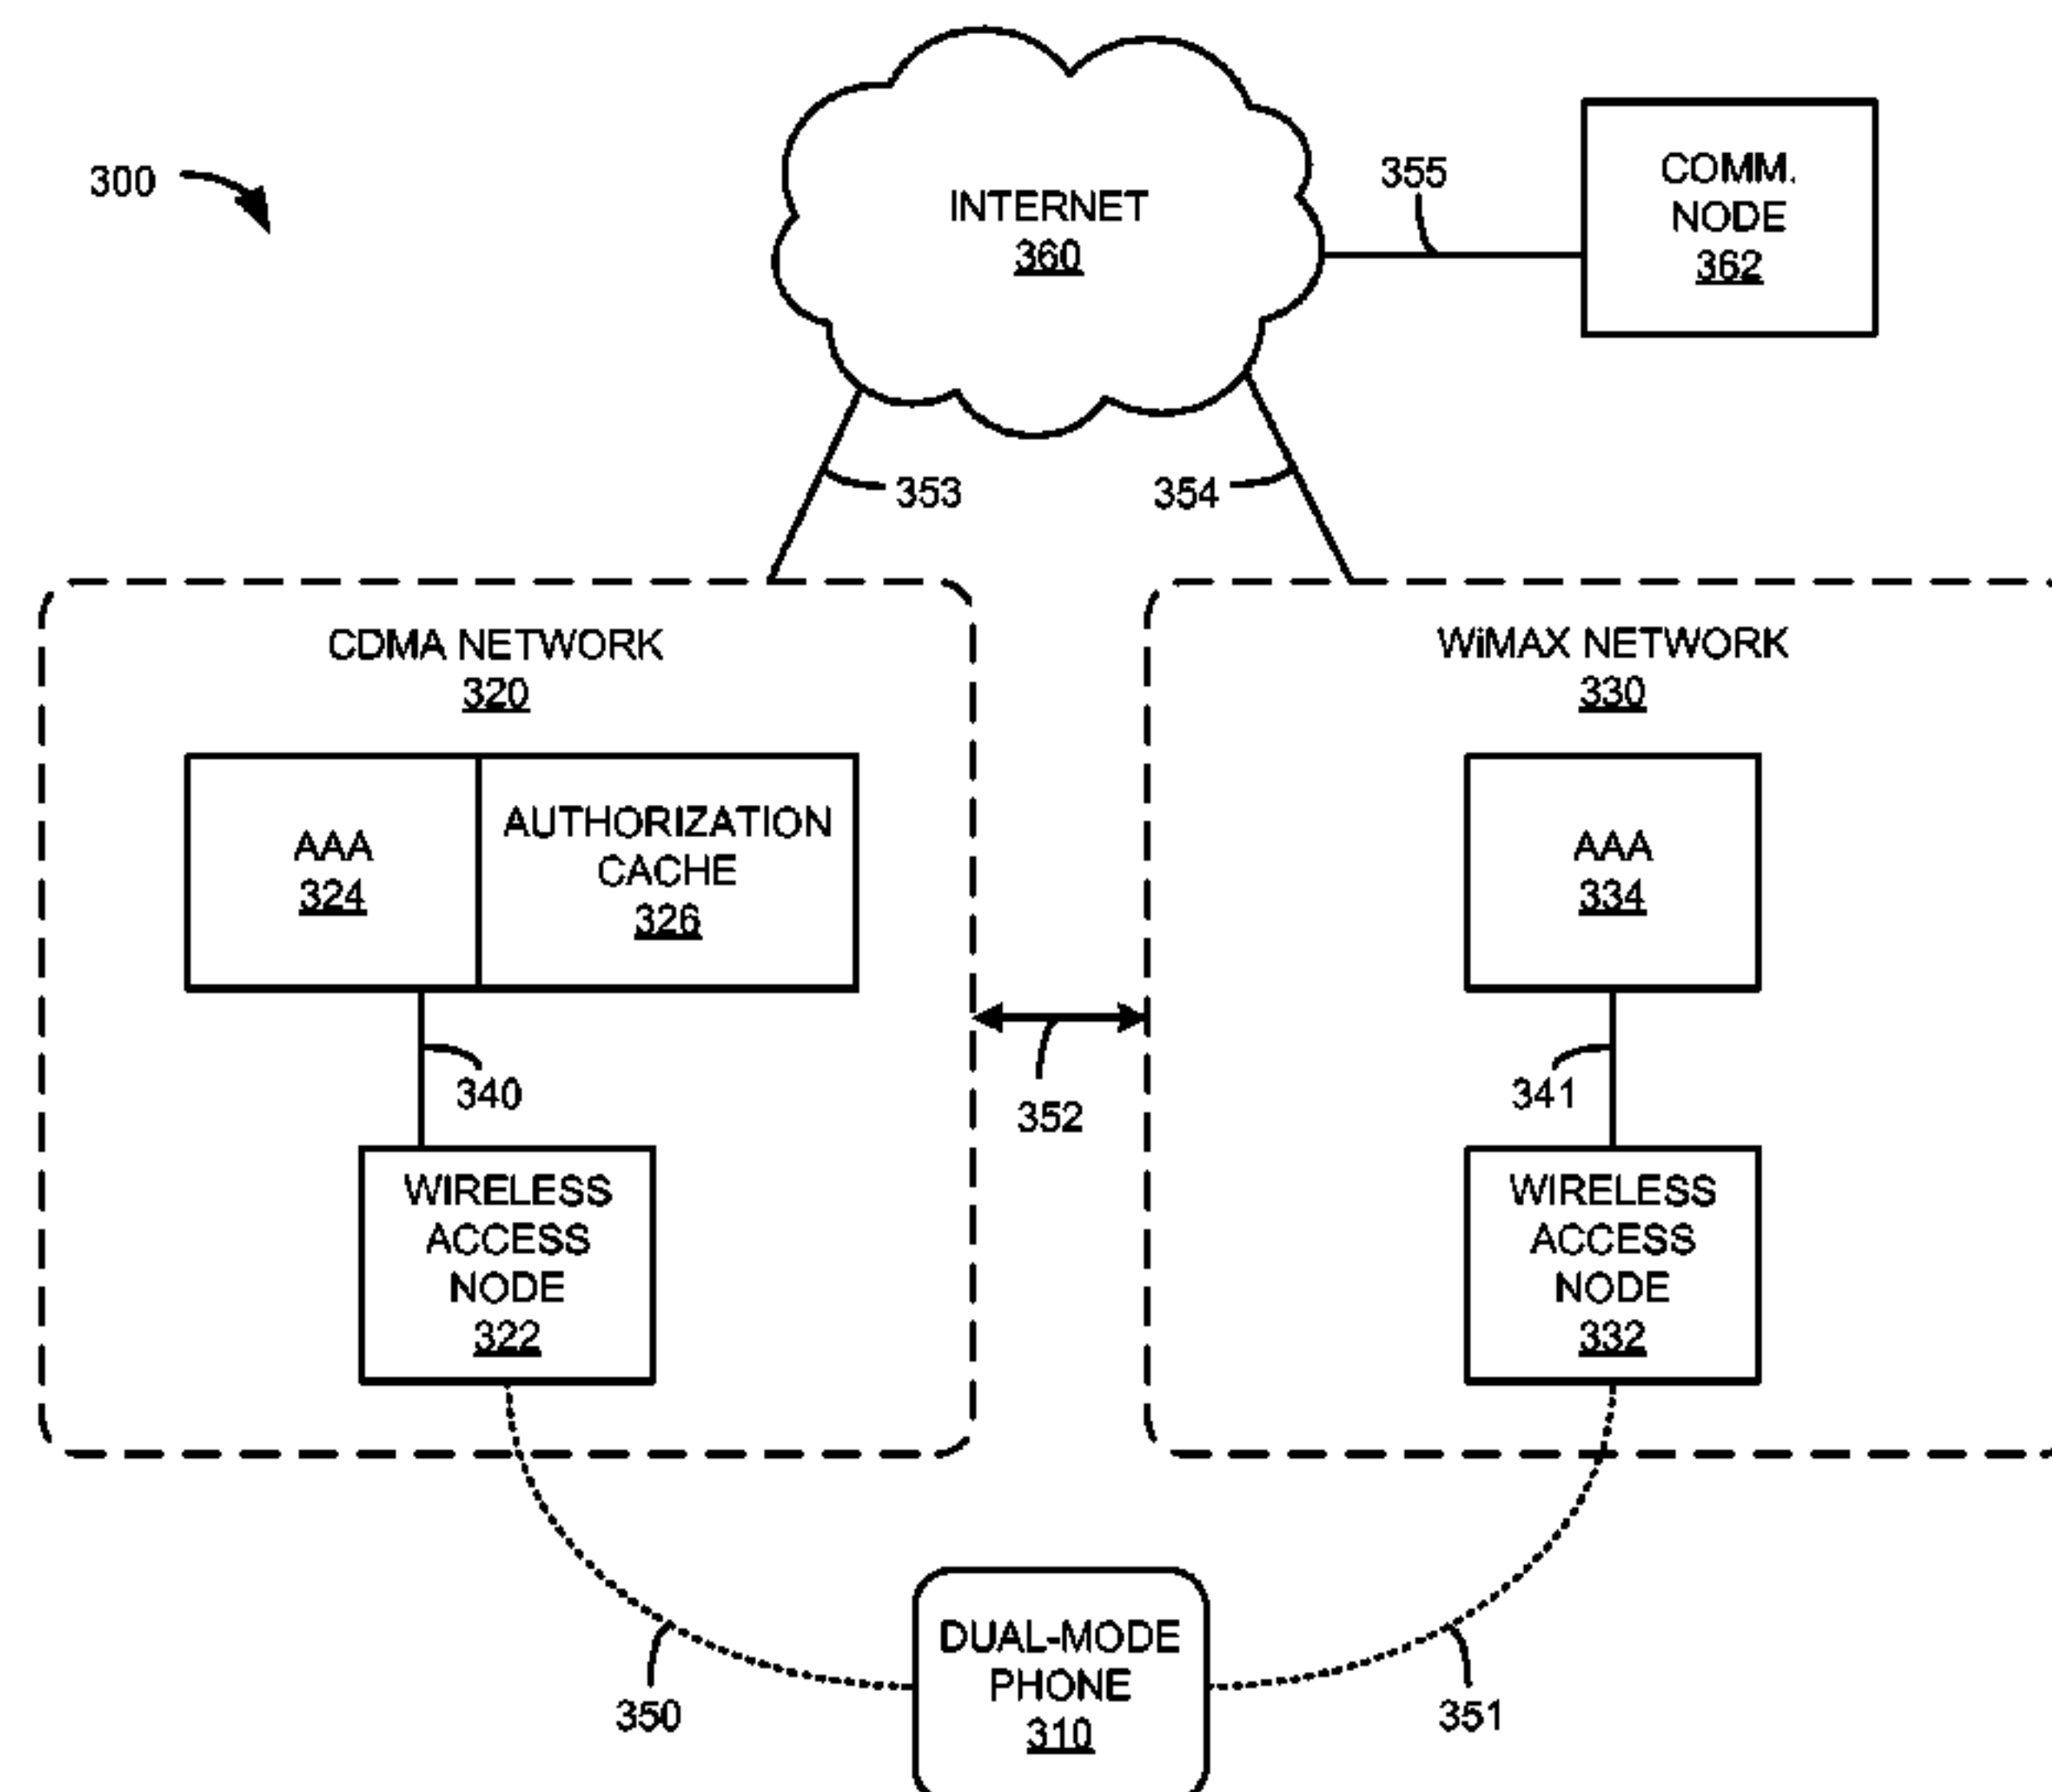 300
INTERNET
360
355
COMM.
NODE
362
353
354
CDMA NETWORK
320
WiMAX NETWORK
330
AAA
324
AUTHORIZATION
CACHE
326
AAA
334
340
352
341
WIRELESS
ACCESS
NODE
322
WIRELESS
ACCESS
NODE
332
DUAL-MODE
PHONE
310
350
351